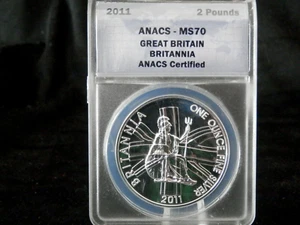 2011 2 Pounds
ANACS - MS70
GREAT BRITAIN
BRITANNIA
ANACS Certified
BRITANNIA
ONE OUNCE FINE SILVER
2011